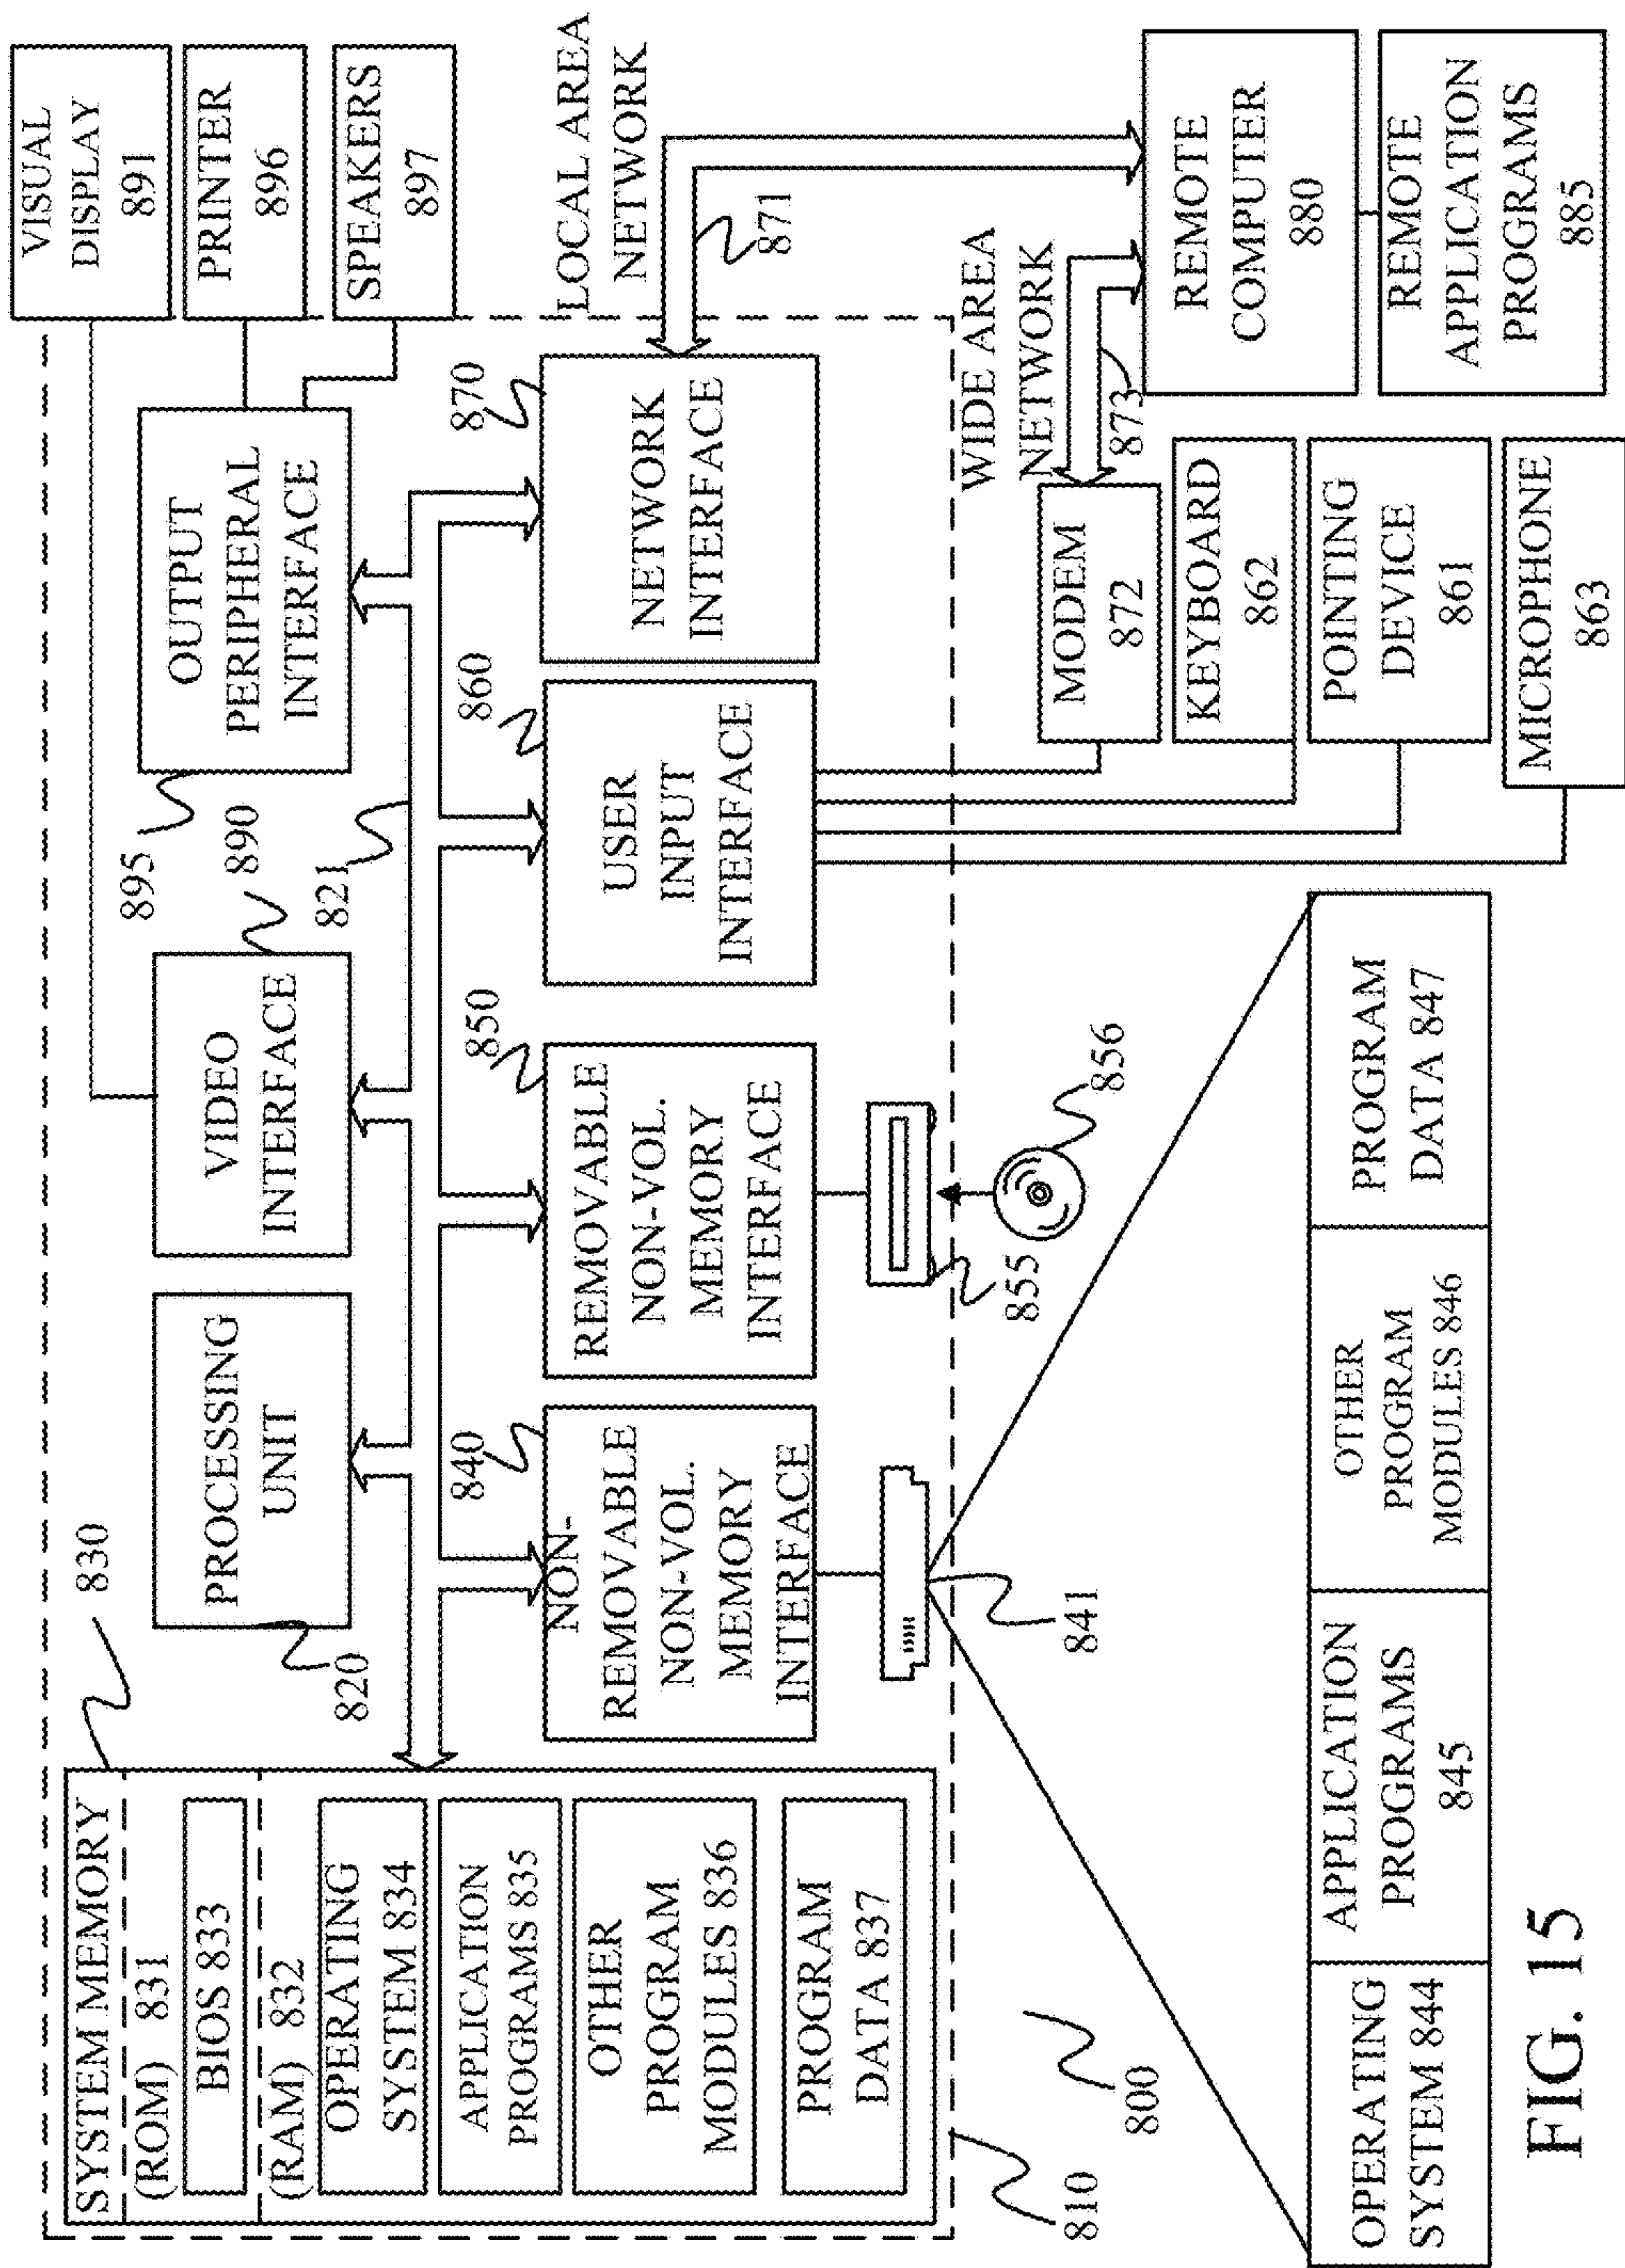 SYSTEM MEMORY
(ROM) 831
BIOS 833
(RAM) 832
OPERATING
SYSTEM 834
APPLICATION
PROGRAMS 835
OTHER
PROGRAM
MODULES 836
PROGRAM
DATA 837
830
820
PROCESSING
UNIT
VIDEO
INTERFACE
890
821
895
OUTPUT
PERIPHERAL
INTERFACE
VISUAL
DISPLAY
891
PRINTER
896
SPEAKERS
897
840
NON-
REMOVABLE
NON-VOL.
MEMORY
INTERFACE
850
REMOVABLE
NON-VOL.
MEMORY
INTERFACE
860
USER
INPUT
INTERFACE
870
NETWORK
INTERFACE
LOCAL AREA
NETWORK
871
WIDE AREA
NETWORK
873
841
855
856
MODEM
872
KEYBOARD
862
POINTING
DEVICE
861
MICROPHONE
863
REMOTE
COMPUTER
880
REMOTE
APPLICATION
PROGRAMS
885
810
800
OPERATING
SYSTEM 844
APPLICATION
PROGRAMS
845
OTHER
PROGRAM
MODULES 846
PROGRAM
DATA 847
FIG. 15